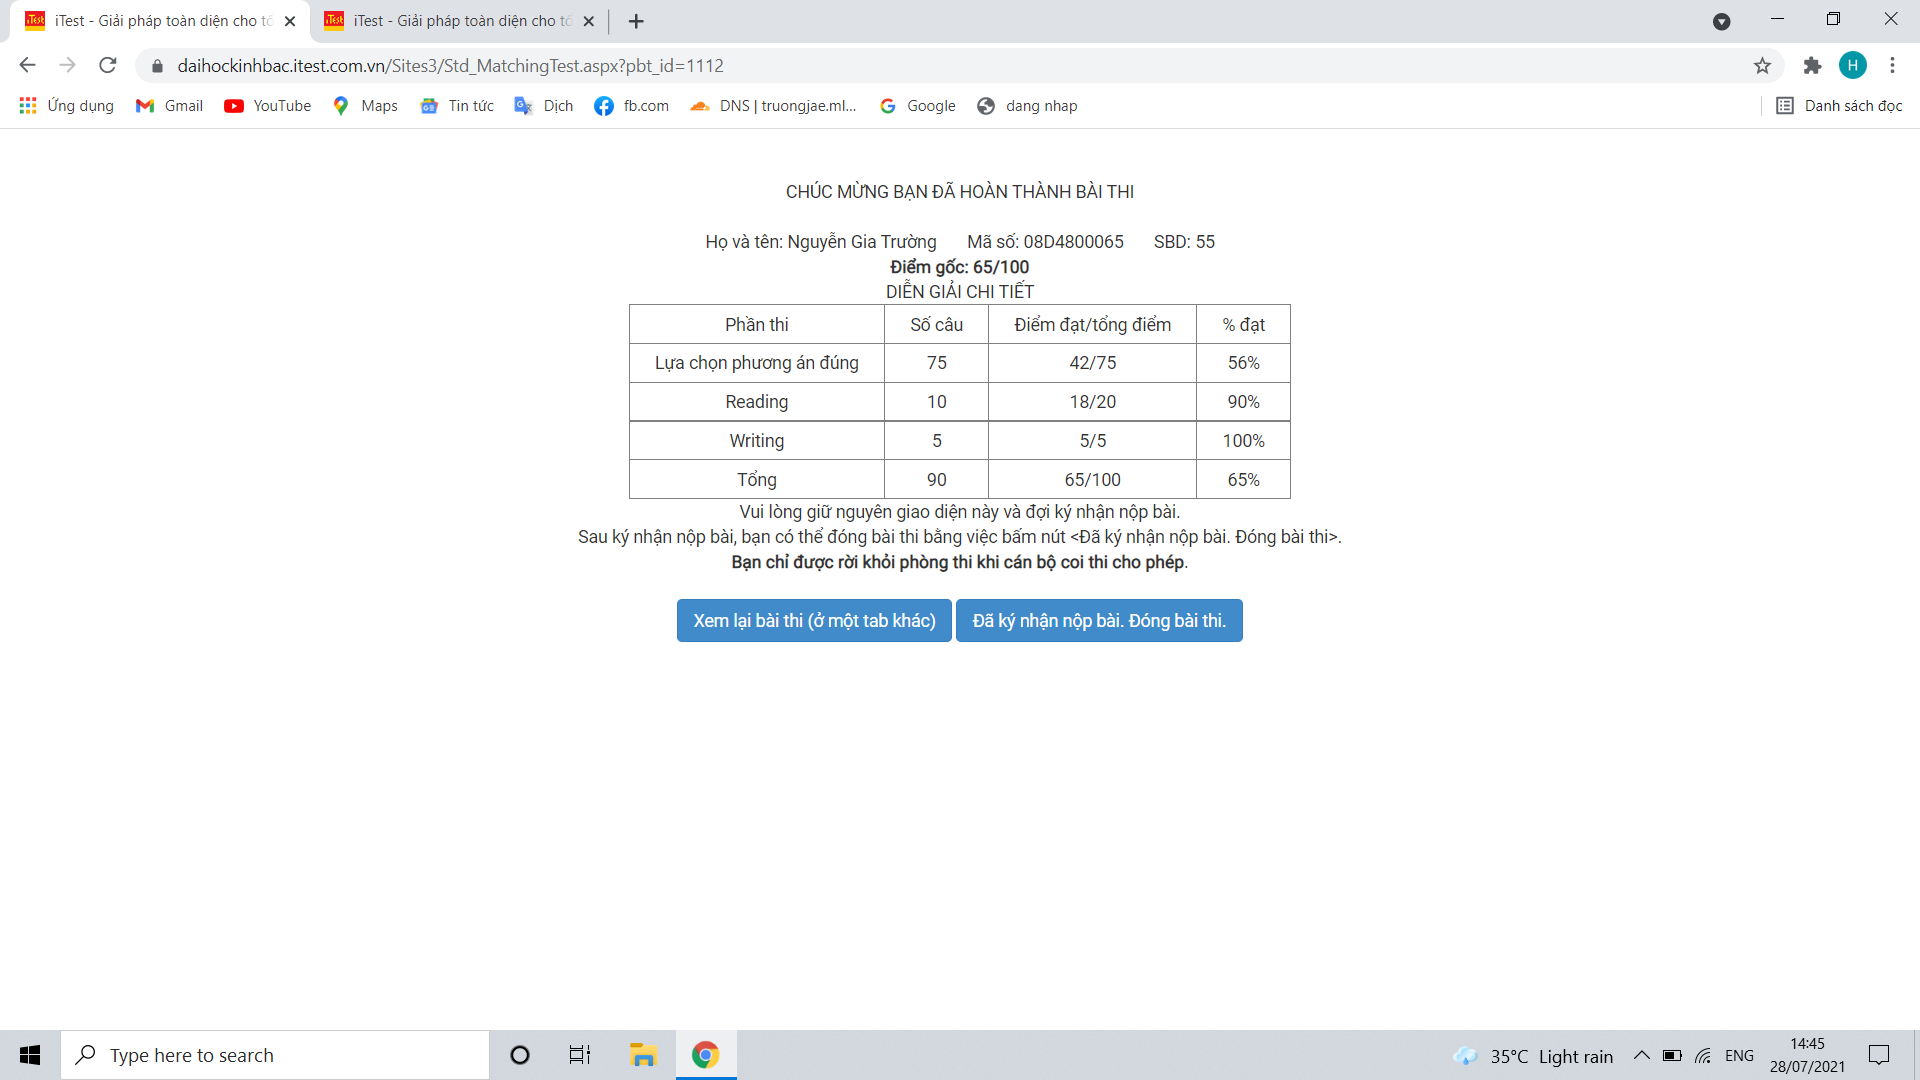 iTest - Giải pháp toàn diện cho tổ
iTest - Giải pháp toàn diện cho tổ
daihockinhbac.itest.com.vn/Sites3/Std_MatchingTest.aspx?pbt_id=1112
H
Ứng dụng Gmail YouTube Maps Tin tức Dịch fb.com DNS | truongjae.ml... Google dang nhap Danh sách đọc
CHÚC MỪNG BẠN ĐÃ HOÀN THÀNH BÀI THI
Họ và tên: Nguyễn Gia Trường Mã số: 08D4800065 SBD: 55
Điểm gốc: 65/100
DIỄN GIẢI CHI TIẾT
Phần thi Số câu Điểm đạt/tổng điểm % đạt
Lựa chọn phương án đúng 75 42/75 56%
Reading 10 18/20 90%
Writing 5 5/5 100%
Tổng 90 65/100 65%
Vui lòng giữ nguyên giao diện này và đợi ký nhận nộp bài.
Sau ký nhận nộp bài, bạn có thể đóng bài thi bằng việc bấm nút <Đã ký nhận nộp bài. Đóng bài thi>.
Bạn chỉ được rời khỏi phòng thi khi cán bộ coi thi cho phép.
Xem lại bài thi (ở một tab khác) Đã ký nhận nộp bài. Đóng bài thi.
Type here to search
35°C Light rain ENG
14:45
28/07/2021